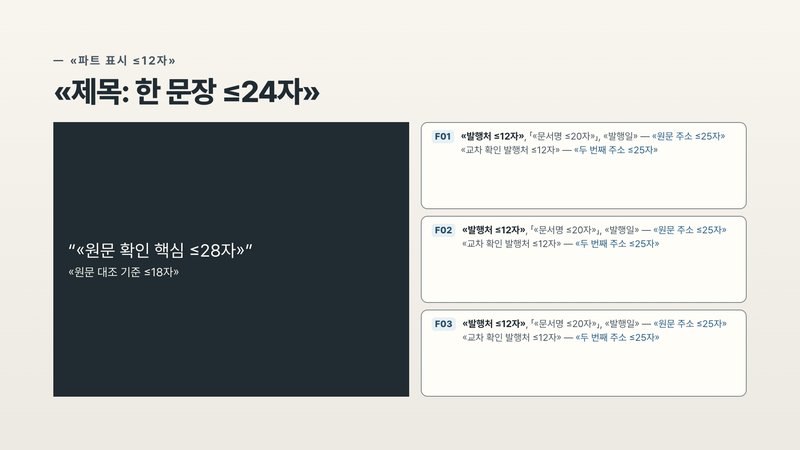 — «파트 표시 ≤12자»
«제목: 한 문장 ≤24자»
“«원문 확인 핵심 ≤28자»”
«원문 대조 기준 ≤18자»
F01 «발행처 ≤12자», 「«문서명 ≤20자»」, «발행일» — «원문 주소 ≤25자»
«교차 확인 발행처 ≤12자» — «두 번째 주소 ≤25자»
F02 «발행처 ≤12자», 「«문서명 ≤20자»」, «발행일» — «원문 주소 ≤25자»
«교차 확인 발행처 ≤12자» — «두 번째 주소 ≤25자»
F03 «발행처 ≤12자», 「«문서명 ≤20자»」, «발행일» — «원문 주소 ≤25자»
«교차 확인 발행처 ≤12자» — «두 번째 주소 ≤25자»